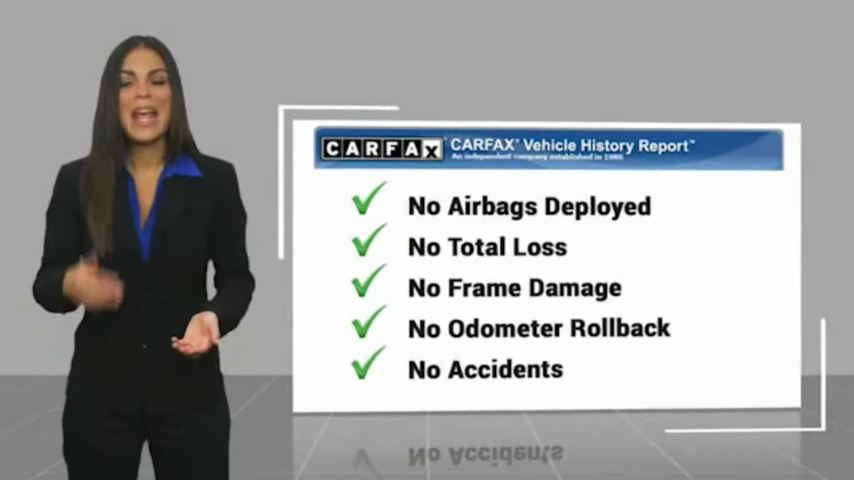 CARFAX CARFAX® Vehicle History Report™
An independent company established in 1986
No Airbags Deployed
No Total Loss
No Frame Damage
No Odometer Rollback
No Accidents
No Accidents